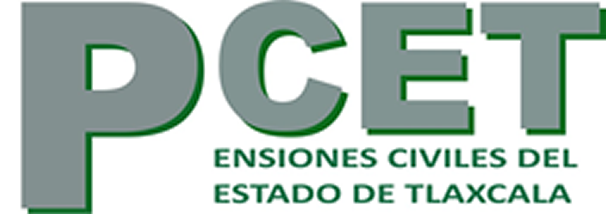 PCET
ENSIONES CIVILES DEL
ESTADO DE TLAXCALA